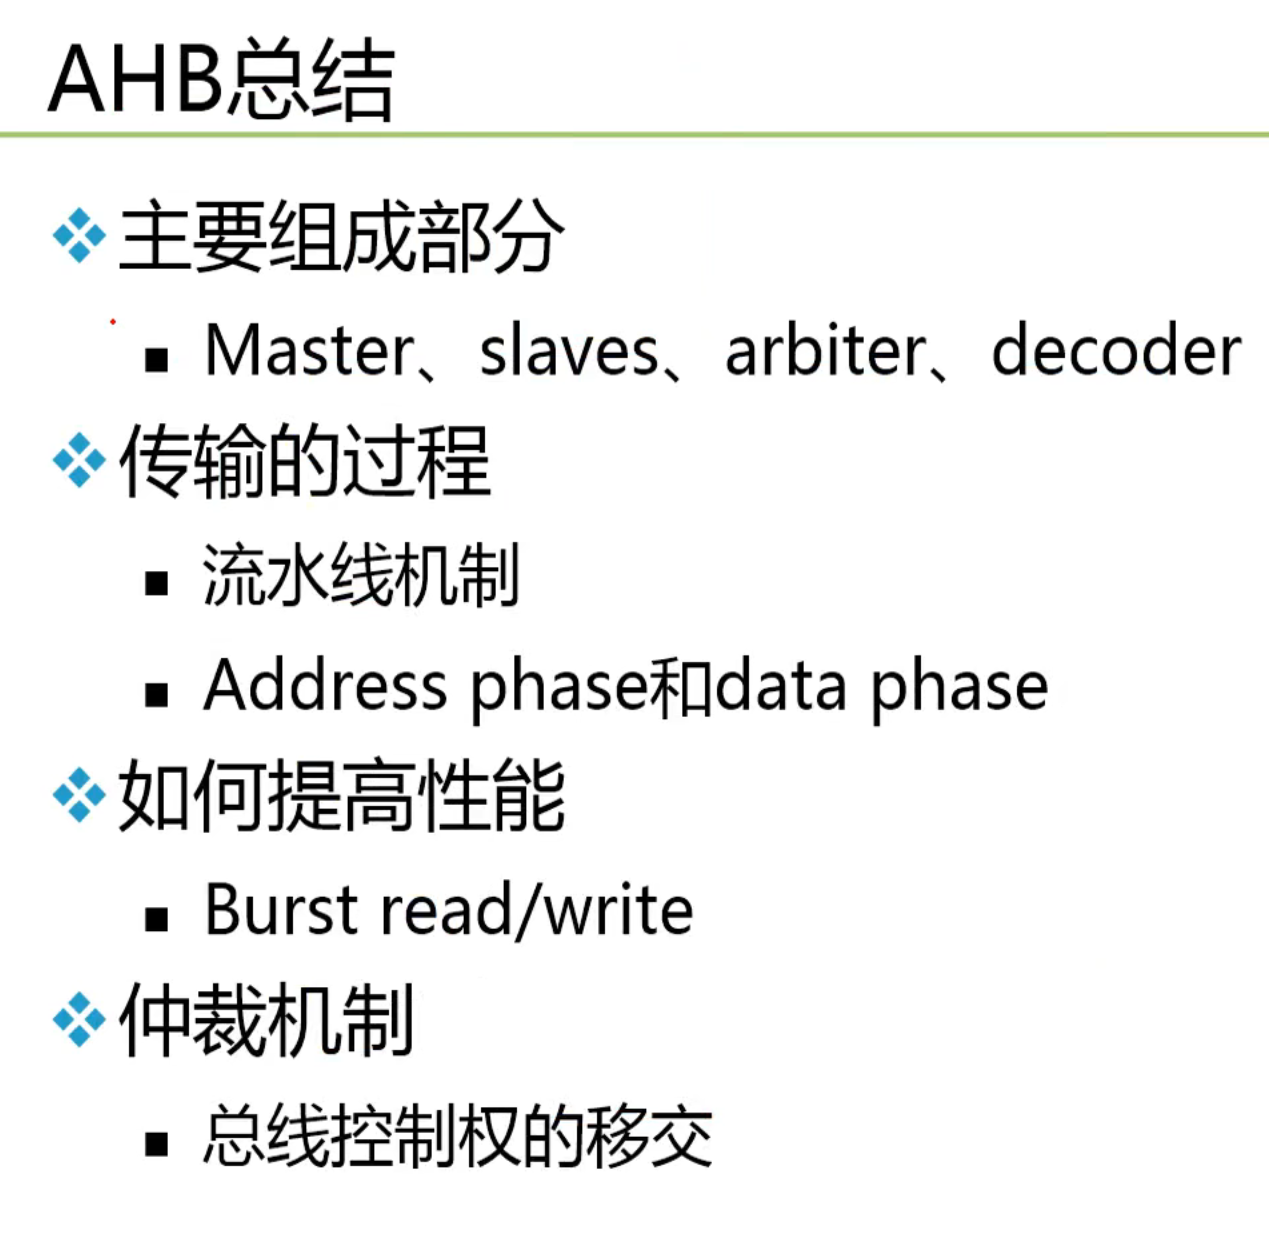 AHB总结
主要组成部分
Master、slaves、arbiter、decoder
传输的过程
流水线机制
Address phase和data phase
如何提高性能
Burst read/write
仲裁机制
总线控制权的移交